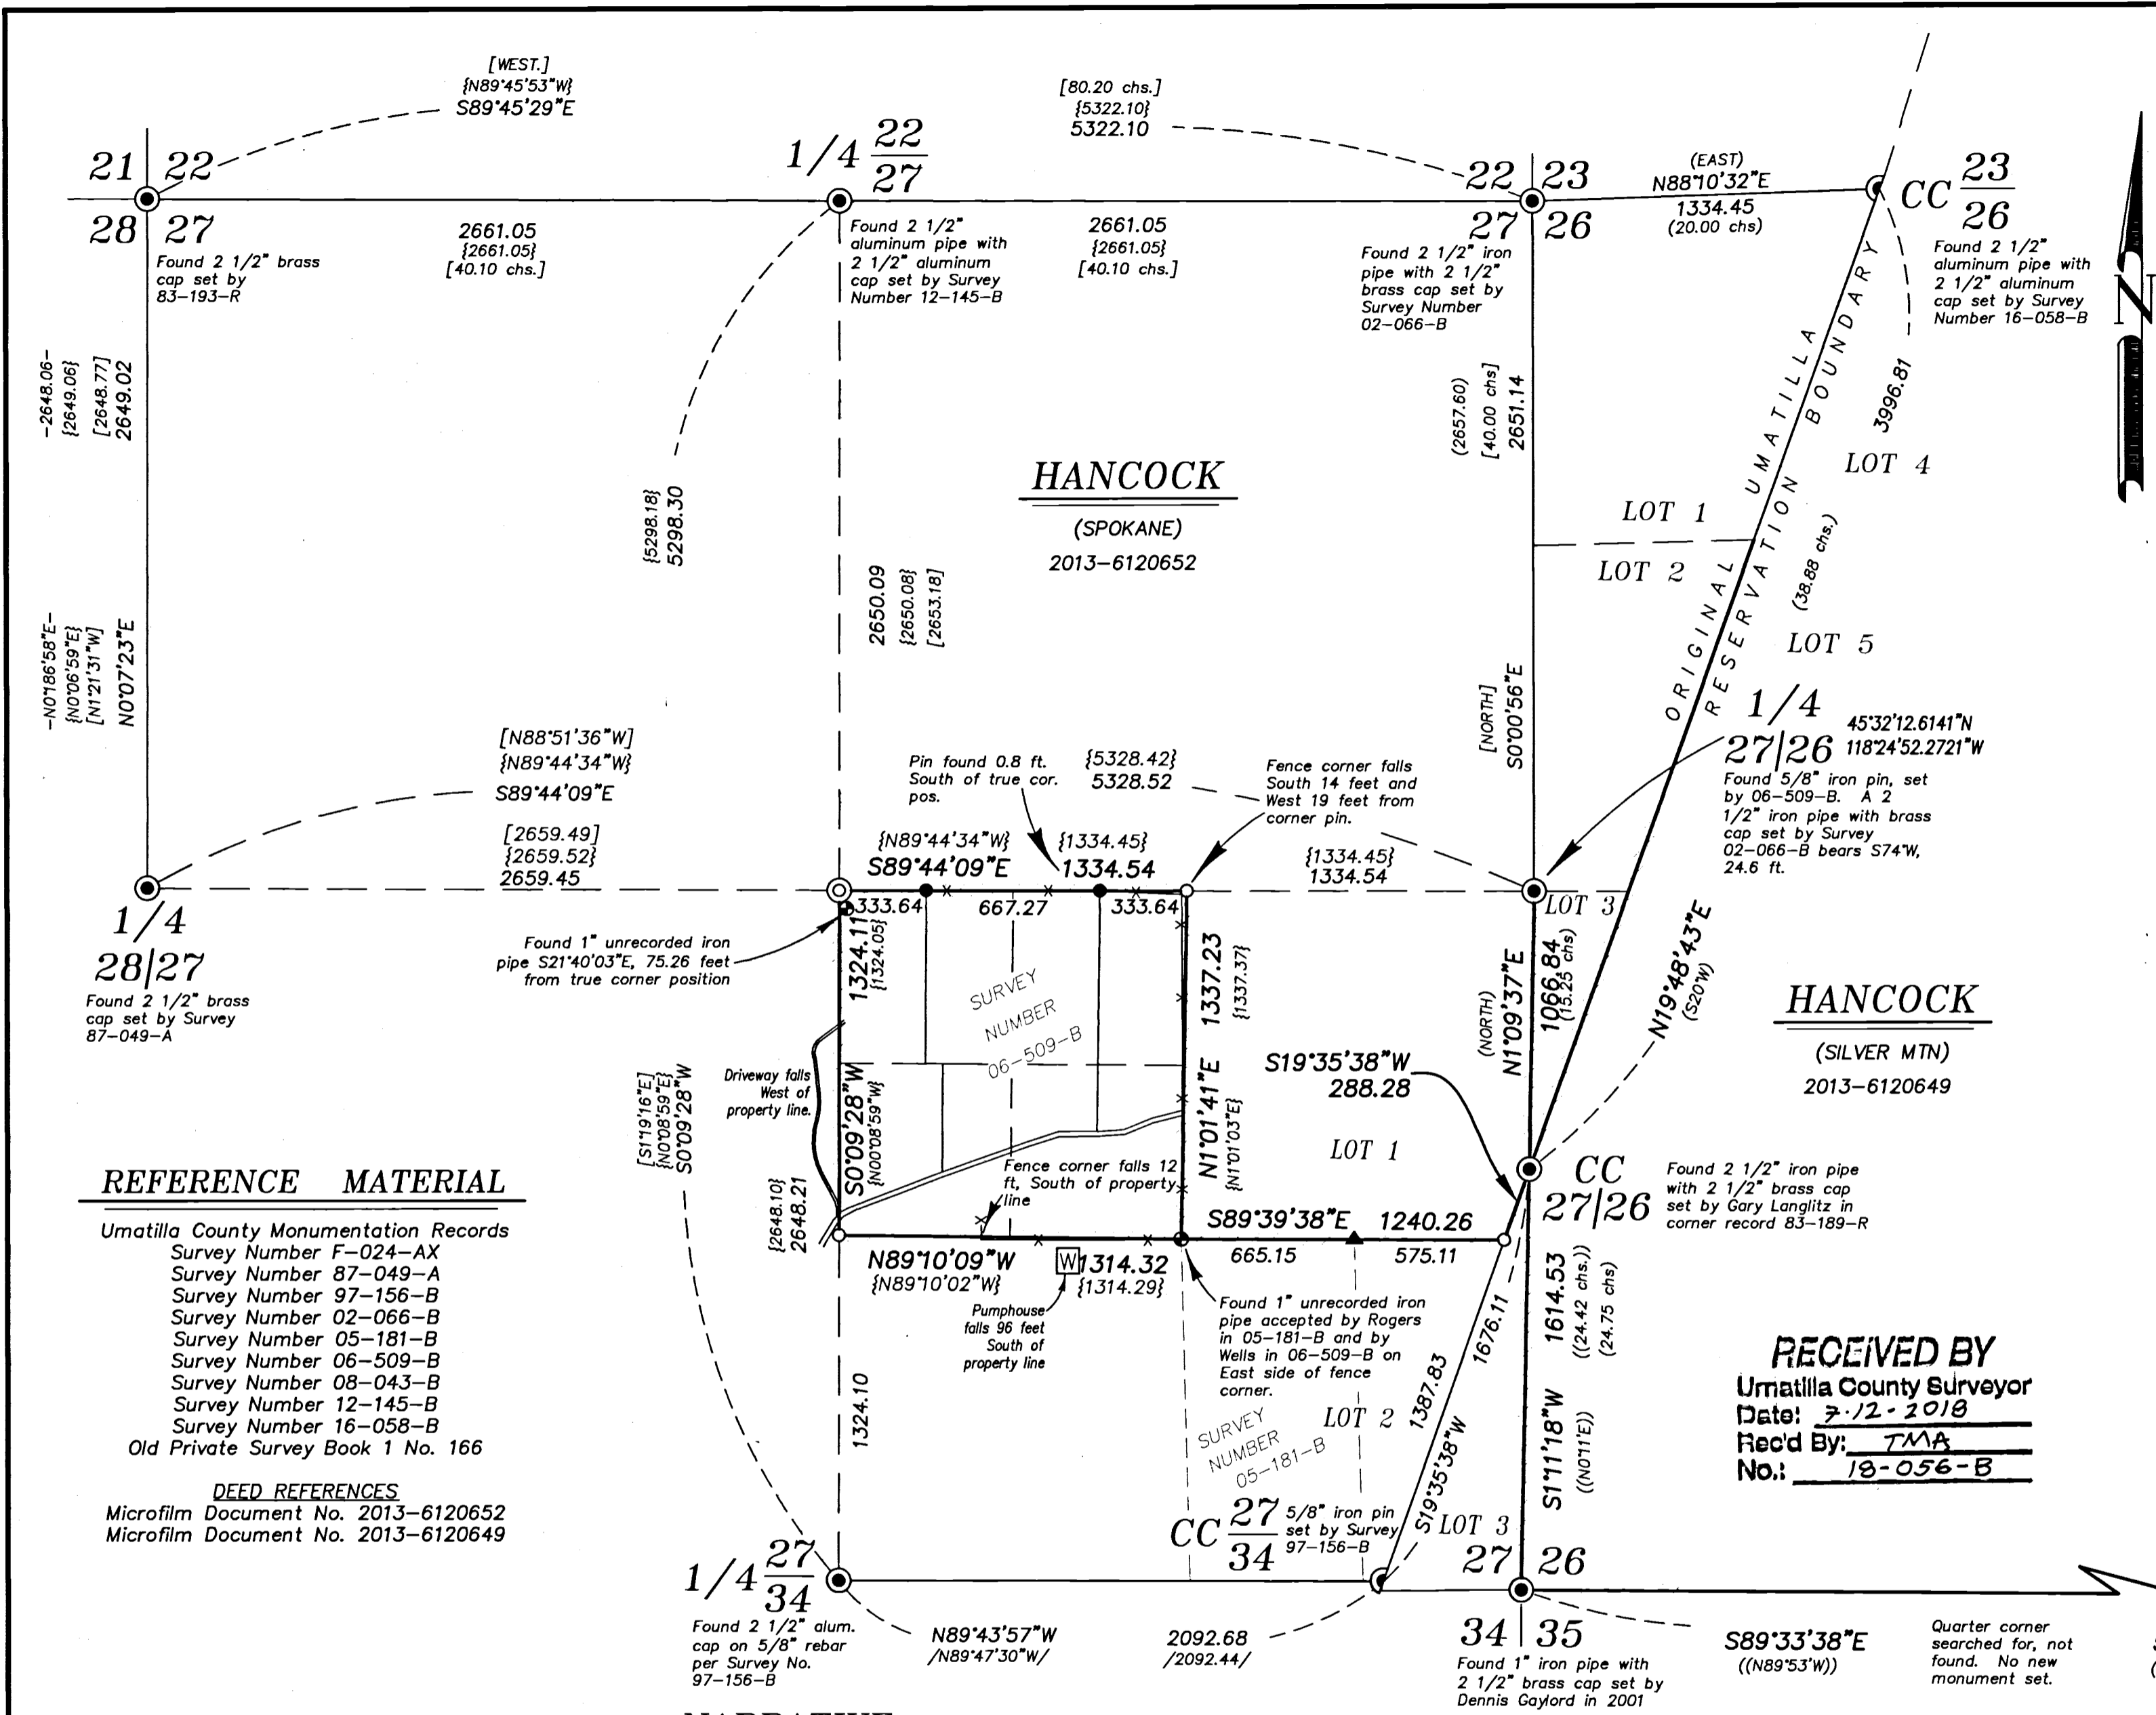 [WEST.]
{N89°45'53"W}
S89°45'29"E
[80.20 chs.]
{5322.10}
5322.10
21 22
28 27
1/4 22
27
22 23
27 26
(EAST)
N88°10'32"E
1334.45
(20.00 chs)
CC 23
26
Found 2 1/2" brass
cap set by
83-193-R
2661.05
{2661.05}
[40.10 chs.]
Found 2 1/2"
aluminum pipe with
2 1/2" aluminum
cap set by Survey
Number 12-145-B
2661.05
{2661.05}
[40.10 chs.]
Found 2 1/2" iron
pipe with 2 1/2"
brass cap set by
Survey Number
02-066-B
Found 2 1/2"
aluminum pipe with
2 1/2" aluminum
cap set by Survey
Number 16-058-B
N
-2648.06-
{2649.06}
[2648.77]
2649.02
-N0°186'58"E-
{N0°06'59"E}
[N1°21'31"W]
N0°07'23"E
{5298.18}
5298.30
HANCOCK
(SPOKANE)
2013-6120652
2650.09
{2650.08}
[2653.18]
(2657.60)
[40.00 chs]
2651.14
[NORTH]
S0°00'56"E
ORIGINAL UMATILLA
RESERVATION BOUNDARY
3996.81
(38.88 chs.)
LOT 4
LOT 1
LOT 2
LOT 5
1/4
27|26
45°32'12.6141"N
118°24'52.2721"W
Found 5/8" iron pin, set
by 06-509-B. A 2
1/2" iron pipe with brass
cap set by Survey
02-066-B bears S74°W,
24.6 ft.
[N88°51'36"W]
{N89°44'34"W}
S89°44'09"E
[2659.49]
{2659.52}
2659.45
Pin found 0.8 ft.
South of true cor.
pos.
{5328.42}
5328.52
Fence corner falls
South 14 feet and
West 19 feet from
corner pin.
{N89°44'34"W}
{1334.45}
S89°44'09"E
1334.54
{1334.45}
1334.54
333.64
667.27
333.64
LOT 3
1/4
28|27
Found 2 1/2" brass
cap set by Survey
87-049-A
Found 1" unrecorded iron
pipe S21°40'03"E, 75.26 feet
from true corner position
1324.11
{1324.05}
SURVEY
NUMBER
06-509-B
1337.23
{1337.37}
N1°01'41"E
{N1°01'03"E}
(NORTH)
N1°09'37"E
1066.84
(15.25 chs)
N19°48'43"E
(S20°W)
HANCOCK
(SILVER MTN)
2013-6120649
S19°35'38"W
288.28
LOT 1
Driveway falls
West of
property line.
S0°09'28"W
{N00°08'59"W}
[S1°19'16"E]
{N0°08'59"E}
S0°09'28"W
{2648.10}
2648.21
Fence corner falls 12
ft, South of property
line
CC
27|26
Found 2 1/2" iron pipe
with 2 1/2" brass cap
set by Gary Langlitz in
corner record 83-189-R
S89°39'38"E
1240.26
665.15
575.11
N89°10'09"W
W
1314.32
{N89°10'02"W}
{1314.29}
Pumphouse
falls 96 feet
South of
property line
Found 1" unrecorded iron
pipe accepted by Rogers
in 05-181-B and by
Wells in 06-509-B on
East side of fence
corner.
1324.10
SURVEY
NUMBER
05-181-B
LOT 2
1387.83
1676.11
S19°35'38"W
1614.53
((24.42 chs.))
(24.75 chs)
S1°11'18"W
((N0°11'E))
LOT 3
REFERENCE MATERIAL
Umatilla County Monumentation Records
Survey Number F-024-AX
Survey Number 87-049-A
Survey Number 97-156-B
Survey Number 02-066-B
Survey Number 05-181-B
Survey Number 06-509-B
Survey Number 08-043-B
Survey Number 12-145-B
Survey Number 16-058-B
Old Private Survey Book 1 No. 166
DEED REFERENCES
Microfilm Document No. 2013-6120652
Microfilm Document No. 2013-6120649
RECEIVED BY
Umatilla County Surveyor
Date: 7-12-2018
Rec'd By: TMA
No.: 18-056-B
CC 27
34
5/8" iron pin
set by Survey
97-156-B
27 26
34 35
1/4 27
34
Found 2 1/2" alum.
cap on 5/8" rebar
per Survey No.
97-156-B
N89°43'57"W
/N89°47'30"W/
2092.68
/2092.44/
Found 1" iron pipe with
2 1/2" brass cap set by
Dennis Gaylord in 2001
S89°33'38"E
((N89°53'W))
Quarter corner
searched for, not
found. No new
monument set.